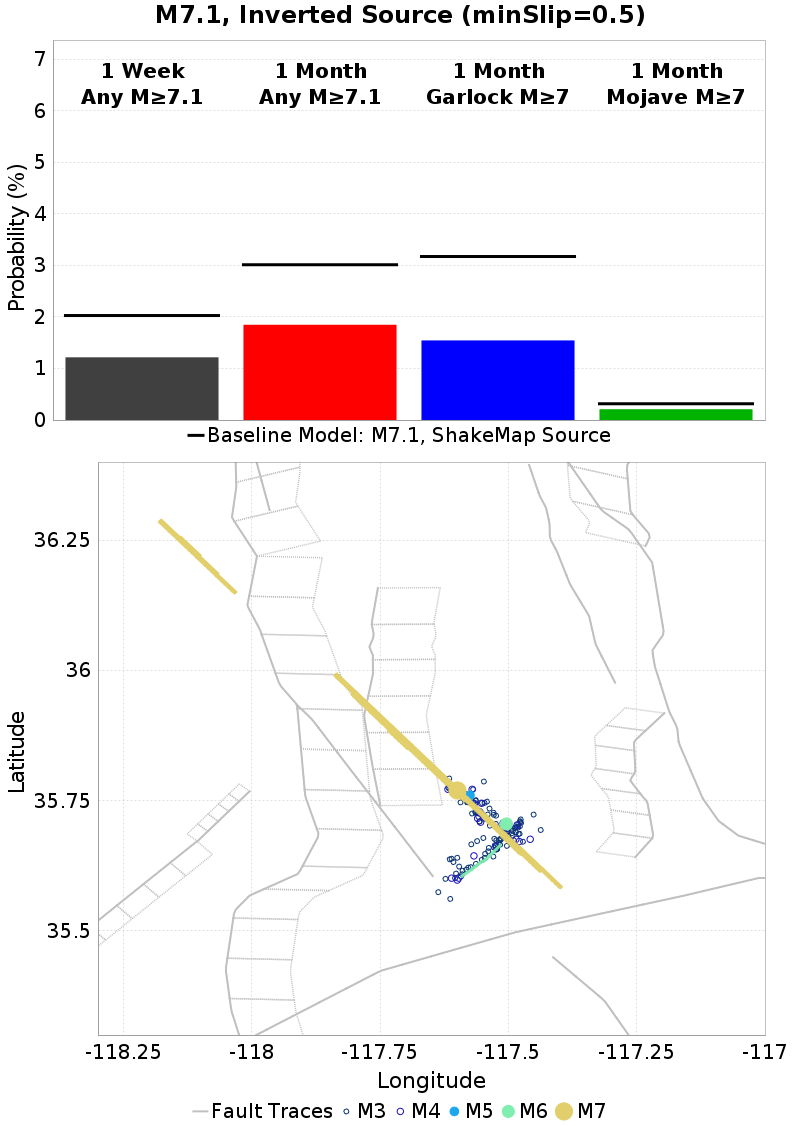 M7.1, Inverted Source (minSlip=0.5)
1 Week
Any M≥7.1
1 Month
Any M≥7.1
1 Month
Garlock M≥7
1 Month
Mojave M≥7
Probability (%)
7
6
5
4
3
2
1
0
Baseline Model: M7.1, ShakeMap Source
Latitude
36.25
36
35.75
35.5
-118.25 -118 -117.75 -117.5 -117.25 -117
Longitude
Fault Traces M3 M4 M5 M6 M7